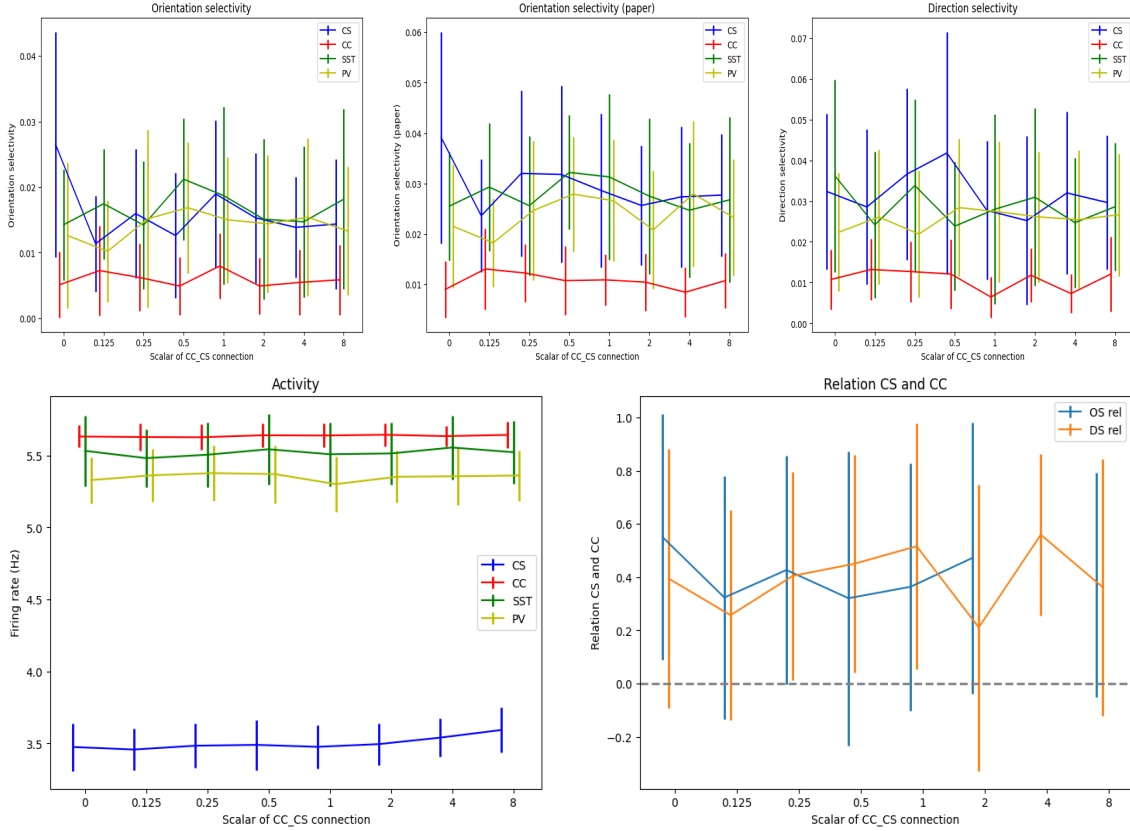 Orientation selectivity
Orientation selectivity
0.04
0.03
0.02
0.01
0.00
CS
CC
SST
PV
0 0.125 0.25 0.5 1 2 4 8
Scalar of CC_CS connection
Orientation selectivity (paper)
Orientation selectivity (paper)
0.06
0.05
0.04
0.03
0.02
0.01
CS
CC
SST
PV
0 0.125 0.25 0.5 1 2 4 8
Scalar of CC_CS connection
Direction selectivity
Direction selectivity
0.07
0.06
0.05
0.04
0.03
0.02
0.01
0.00
CS
CC
SST
PV
0 0.125 0.25 0.5 1 2 4 8
Scalar of CC_CS connection
Activity
Firing rate (Hz)
5.5
5.0
4.5
4.0
3.5
CS
CC
SST
PV
0 0.125 0.25 0.5 1 2 4 8
Scalar of CC_CS connection
Relation CS and CC
Relation CS and CC
1.0
0.8
0.6
0.4
0.2
0.0
−0.2
OS rel
DS rel
0 0.125 0.25 0.5 1 2 4 8
Scalar of CC_CS connection